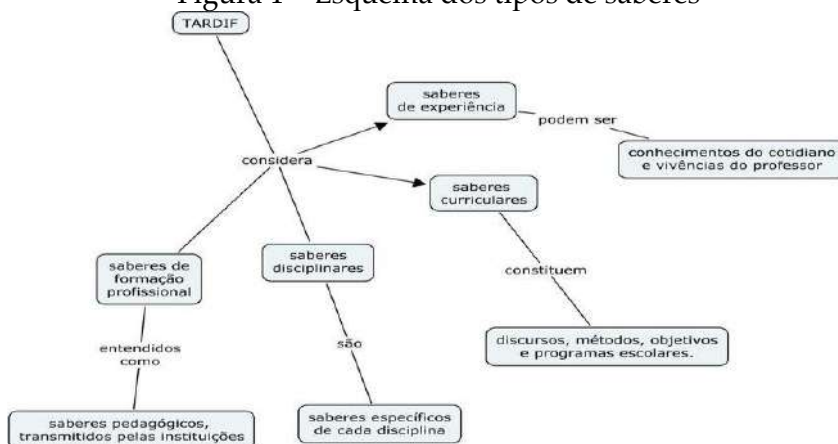 Figura 1 – Esquema dos tipos de saberes
TARDIF
considera
saberes
de experiência
podem ser
conhecimentos do cotidiano
e vivências do professor
saberes
curriculares
constituem
discursos, métodos, objetivos
e programas escolares.
saberes
disciplinares
são
saberes específicos
de cada disciplina
saberes de
formação
profissional
entendidos
como
saberes pedagógicos,
transmitidos pelas instituições